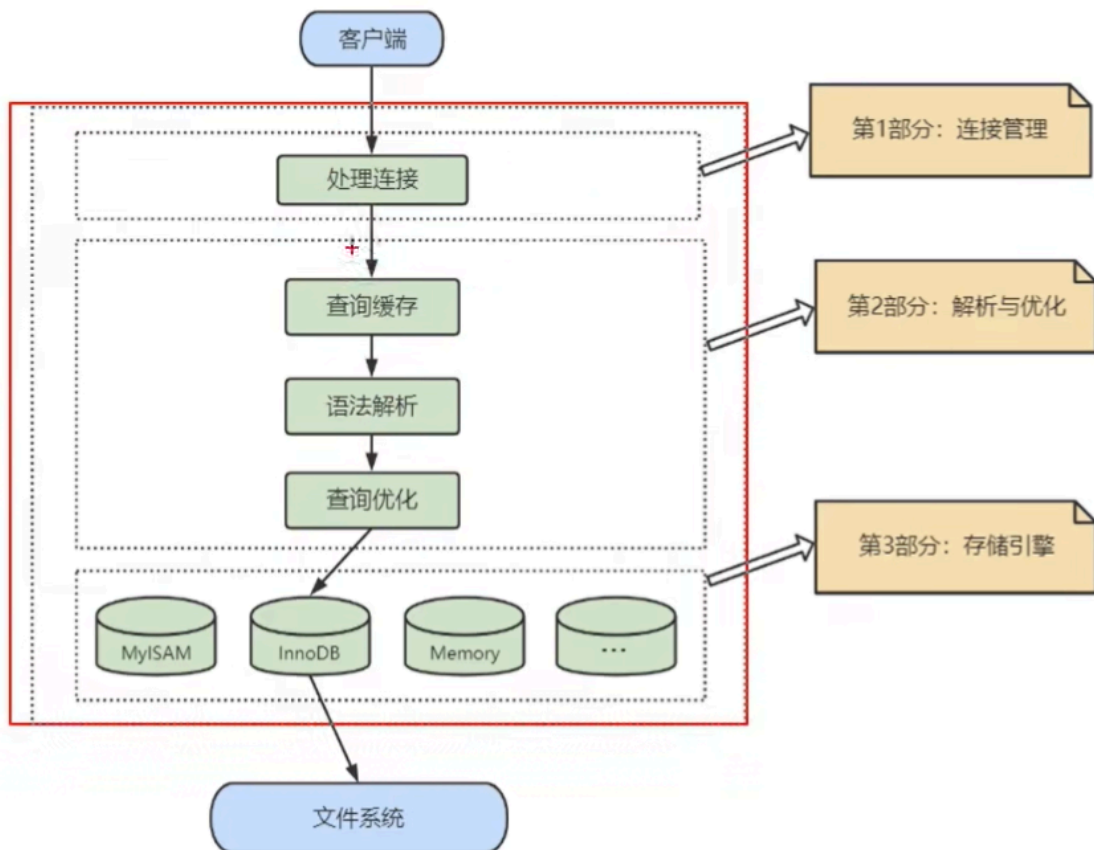 客户端
第1部分：连接管理
处理连接
查询缓存
第2部分：解析与优化
语法解析
查询优化
第3部分：存储引擎
MyISAM
InnoDB
Memory
...
文件系统